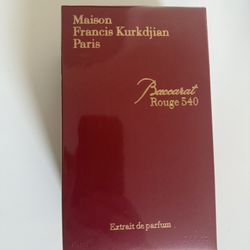 Maison
Francis Kurkdjian
Paris
Baccarat
Rouge 540
Extrait de parfum